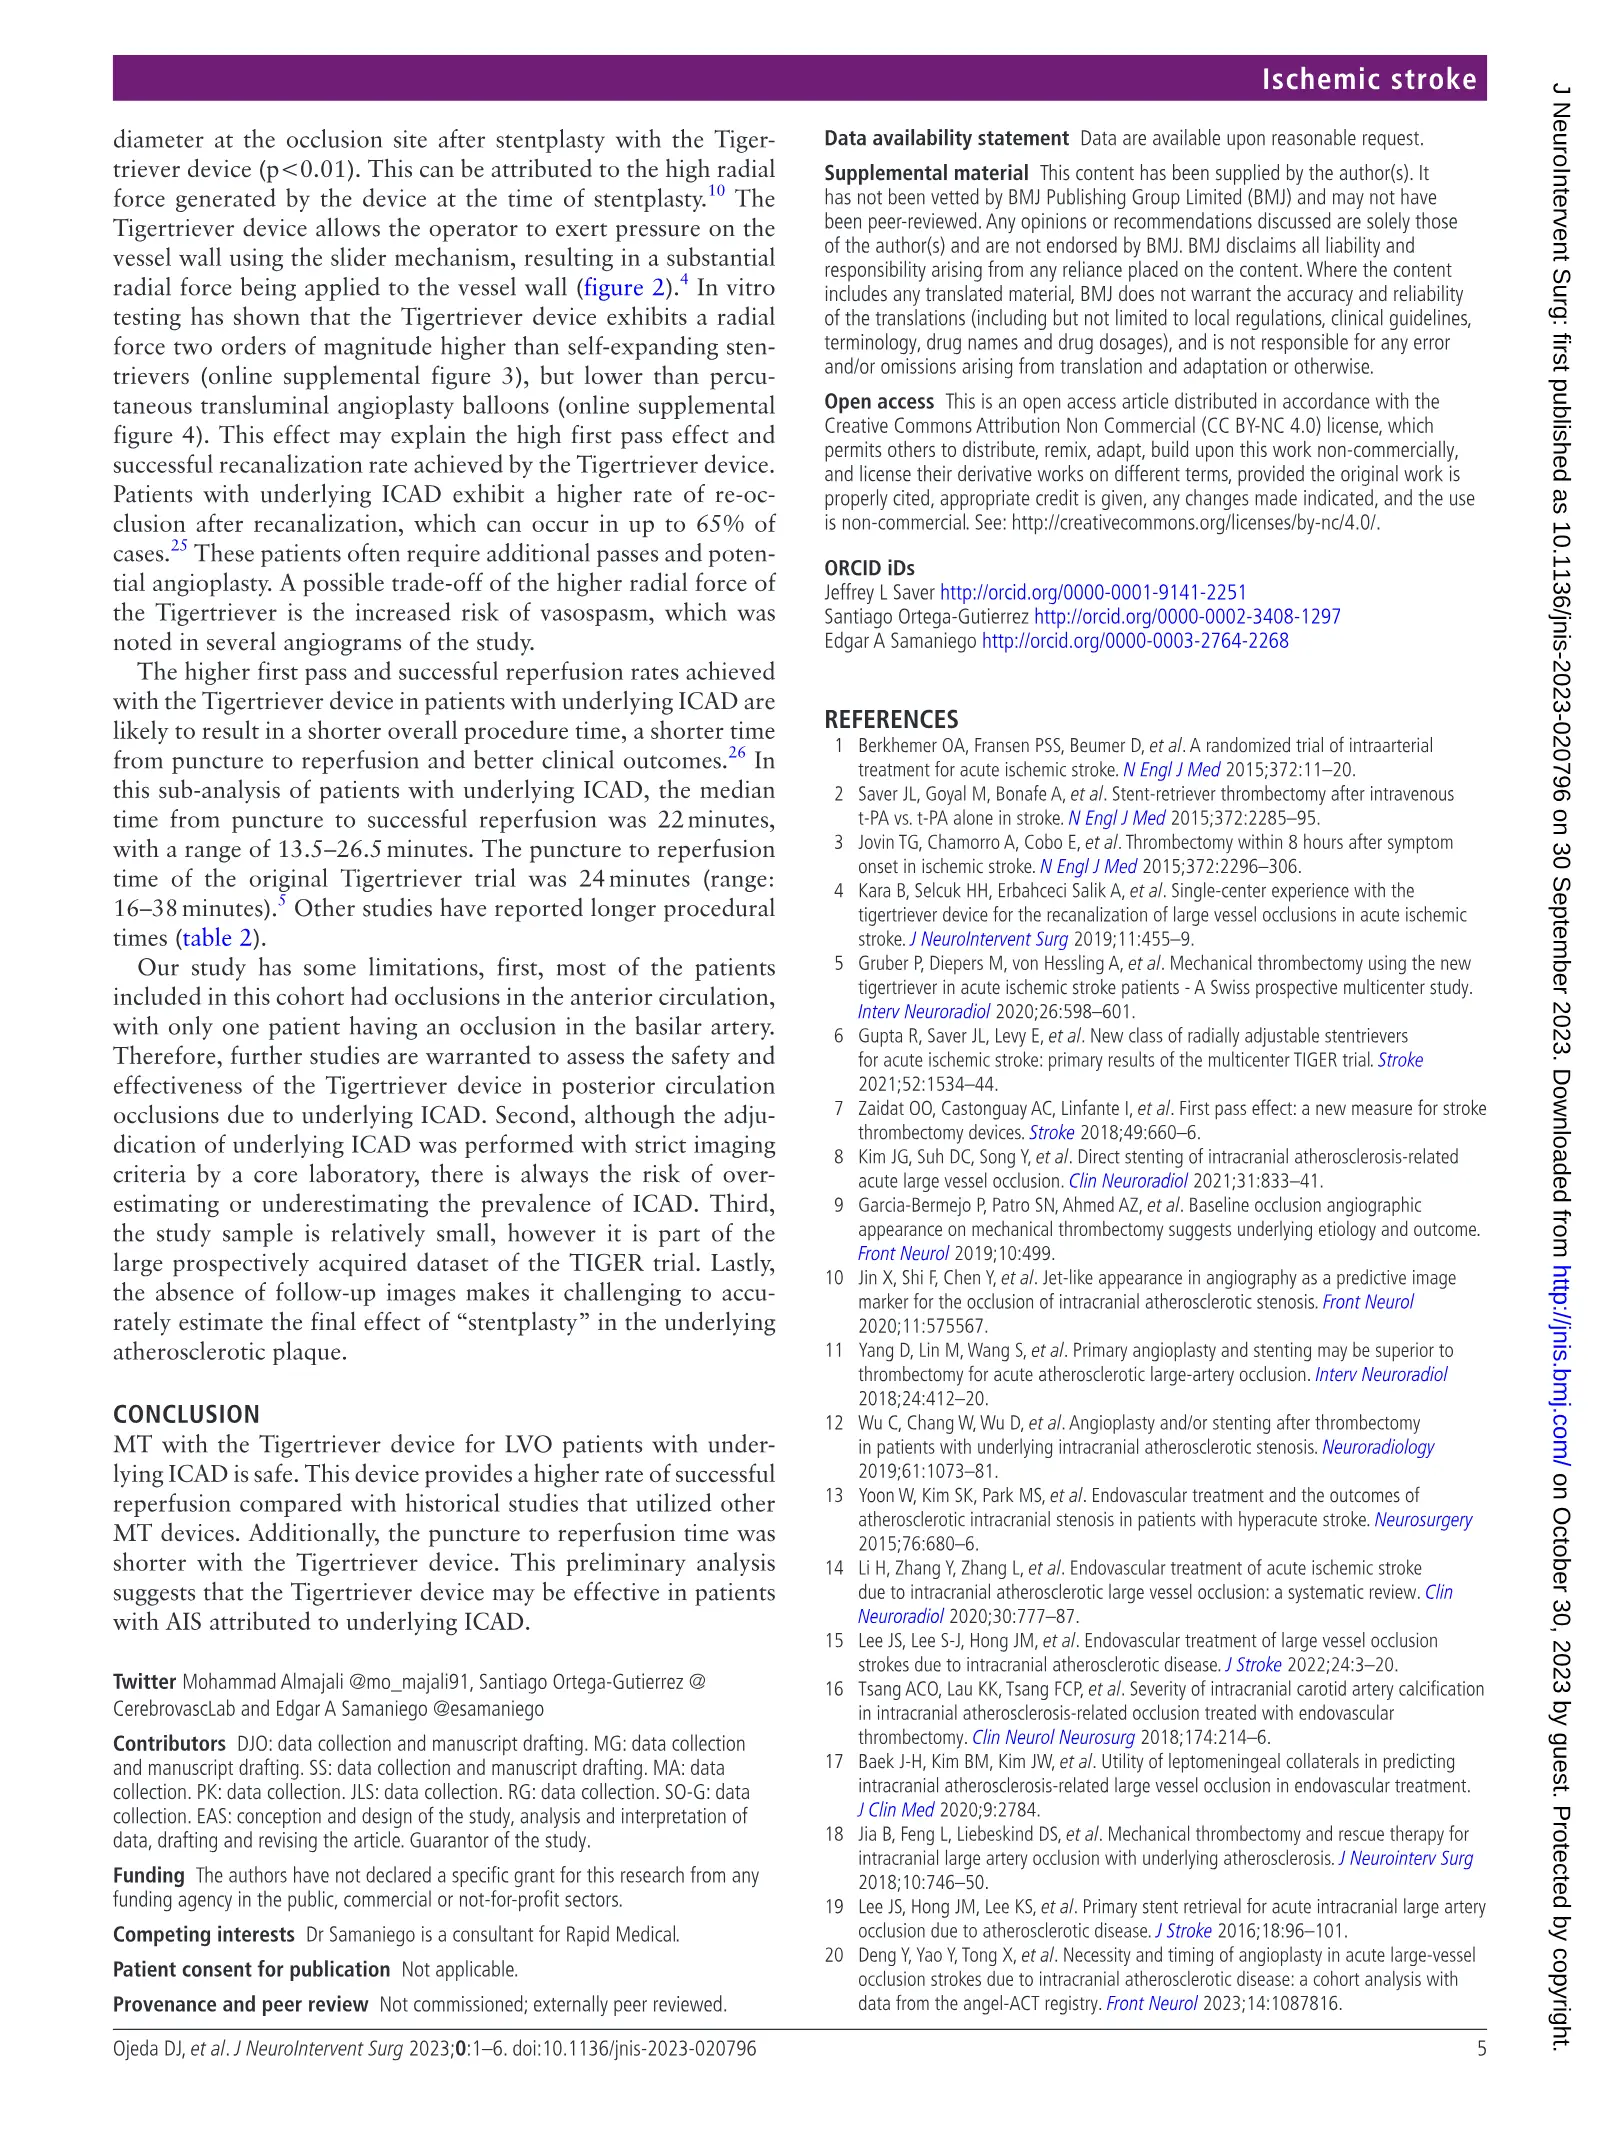 Ischemic stroke
diameter at the occlusion site after stentplasty with the Tiger-
triever device (p<0.01). This can be attributed to the high radial
force generated by the device at the time of stentplasty.10 The
Tigertriever device allows the operator to exert pressure on the
vessel wall using the slider mechanism, resulting in a substantial
radial force being applied to the vessel wall (figure 2).4 In vitro
testing has shown that the Tigertriever device exhibits a radial
force two orders of magnitude higher than self-expanding sten-
trievers (online supplemental figure 3), but lower than percu-
taneous transluminal angioplasty balloons (online supplemental
figure 4). This effect may explain the high first pass effect and
successful recanalization rate achieved by the Tigertriever device.
Patients with underlying ICAD exhibit a higher rate of re-oc-
clusion after recanalization, which can occur in up to 65% of
cases.25 These patients often require additional passes and poten-
tial angioplasty. A possible trade-off of the higher radial force of
the Tigertriever is the increased risk of vasospasm, which was
noted in several angiograms of the study.
The higher first pass and successful reperfusion rates achieved
with the Tigertriever device in patients with underlying ICAD are
likely to result in a shorter overall procedure time, a shorter time
from puncture to reperfusion and better clinical outcomes.26 In
this sub-analysis of patients with underlying ICAD, the median
time from puncture to successful reperfusion was 22 minutes,
with a range of 13.5–26.5 minutes. The puncture to reperfusion
time of the original Tigertriever trial was 24 minutes (range:
16–38 minutes).5 Other studies have reported longer procedural
times (table 2).
Our study has some limitations, first, most of the patients
included in this cohort had occlusions in the anterior circulation,
with only one patient having an occlusion in the basilar artery.
Therefore, further studies are warranted to assess the safety and
effectiveness of the Tigertriever device in posterior circulation
occlusions due to underlying ICAD. Second, although the adju-
dication of underlying ICAD was performed with strict imaging
criteria by a core laboratory, there is always the risk of over-
estimating or underestimating the prevalence of ICAD. Third,
the study sample is relatively small, however it is part of the
large prospectively acquired dataset of the TIGER trial. Lastly,
the absence of follow-up images makes it challenging to accu-
rately estimate the final effect of “stentplasty” in the underlying
atherosclerotic plaque.
CONCLUSION
MT with the Tigertriever device for LVO patients with under-
lying ICAD is safe. This device provides a higher rate of successful
reperfusion compared with historical studies that utilized other
MT devices. Additionally, the puncture to reperfusion time was
shorter with the Tigertriever device. This preliminary analysis
suggests that the Tigertriever device may be effective in patients
with AIS attributed to underlying ICAD.
Twitter Mohammad Almajali @mo_majali91, Santiago Ortega-Gutierrez @
CerebrovascLab and Edgar A Samaniego @esamaniego
Contributors DJO: data collection and manuscript drafting. MG: data collection
and manuscript drafting. SS: data collection and manuscript drafting. MA: data
collection. PK: data collection. JLS: data collection. RG: data collection. SO-G: data
collection. EAS: conception and design of the study, analysis and interpretation of
data, drafting and revising the article. Guarantor of the study.
Funding The authors have not declared a specific grant for this research from any
funding agency in the public, commercial or not-for-profit sectors.
Competing interests Dr Samaniego is a consultant for Rapid Medical.
Patient consent for publication Not applicable.
Provenance and peer review Not commissioned; externally peer reviewed.
Data availability statement Data are available upon reasonable request.
Supplemental material This content has been supplied by the author(s). It
has not been vetted by BMJ Publishing Group Limited (BMJ) and may not have
been peer-reviewed. Any opinions or recommendations discussed are solely those
of the author(s) and are not endorsed by BMJ. BMJ disclaims all liability and
responsibility arising from any reliance placed on the content. Where the content
includes any translated material, BMJ does not warrant the accuracy and reliability
of the translations (including but not limited to local regulations, clinical guidelines,
terminology, drug names and drug dosages), and is not responsible for any error
and/or omissions arising from translation and adaptation or otherwise.
Open access This is an open access article distributed in accordance with the
Creative Commons Attribution Non Commercial (CC BY-NC 4.0) license, which
permits others to distribute, remix, adapt, build upon this work non-commercially,
and license their derivative works on different terms, provided the original work is
properly cited, appropriate credit is given, any changes made indicated, and the use
is non-commercial. See: http://creativecommons.org/licenses/by-nc/4.0/.
ORCID iDs
Jeffrey L Saver http://orcid.org/0000-0001-9141-2251
Santiago Ortega-Gutierrez http://orcid.org/0000-0002-3408-1297
Edgar A Samaniego http://orcid.org/0000-0003-2764-2268
REFERENCES
1 Berkhemer OA, Fransen PSS, Beumer D, et al. A randomized trial of intraarterial
treatment for acute ischemic stroke. N Engl J Med 2015;372:11–20.
2 Saver JL, Goyal M, Bonafe A, et al. Stent-retriever thrombectomy after intravenous
t-PA vs. t-PA alone in stroke. N Engl J Med 2015;372:2285–95.
3 Jovin TG, Chamorro A, Cobo E, et al. Thrombectomy within 8 hours after symptom
onset in ischemic stroke. N Engl J Med 2015;372:2296–306.
4 Kara B, Selcuk HH, Erbahceci Salik A, et al. Single-center experience with the
tigertriever device for the recanalization of large vessel occlusions in acute ischemic
stroke. J NeuroIntervent Surg 2019;11:455–9.
5 Gruber P, Diepers M, von Hessling A, et al. Mechanical thrombectomy using the new
tigertriever in acute ischemic stroke patients - A Swiss prospective multicenter study.
Interv Neuroradiol 2020;26:598–601.
6 Gupta R, Saver JL, Levy E, et al. New class of radially adjustable stentrievers
for acute ischemic stroke: primary results of the multicenter TIGER trial. Stroke
2021;52:1534–44.
7 Zaidat OO, Castonguay AC, Linfante I, et al. First pass effect: a new measure for stroke
thrombectomy devices. Stroke 2018;49:660–6.
8 Kim JG, Suh DC, Song Y, et al. Direct stenting of intracranial atherosclerosis-related
acute large vessel occlusion. Clin Neuroradiol 2021;31:833–41.
9 Garcia-Bermejo P, Patro SN, Ahmed AZ, et al. Baseline occlusion angiographic
appearance on mechanical thrombectomy suggests underlying etiology and outcome.
Front Neurol 2019;10:499.
10 Jin X, Shi F, Chen Y, et al. Jet-like appearance in angiography as a predictive image
marker for the occlusion of intracranial atherosclerotic stenosis. Front Neurol
2020;11:575567.
11 Yang D, Lin M, Wang S, et al. Primary angioplasty and stenting may be superior to
thrombectomy for acute atherosclerotic large-artery occlusion. Interv Neuroradiol
2018;24:412–20.
12 Wu C, Chang W, Wu D, et al. Angioplasty and/or stenting after thrombectomy
in patients with underlying intracranial atherosclerotic stenosis. Neuroradiology
2019;61:1073–81.
13 Yoon W, Kim SK, Park MS, et al. Endovascular treatment and the outcomes of
atherosclerotic intracranial stenosis in patients with hyperacute stroke. Neurosurgery
2015;76:680–6.
14 Li H, Zhang Y, Zhang L, et al. Endovascular treatment of acute ischemic stroke
due to intracranial atherosclerotic large vessel occlusion: a systematic review. Clin
Neuroradiol 2020;30:777–87.
15 Lee JS, Lee S-J, Hong JM, et al. Endovascular treatment of large vessel occlusion
strokes due to intracranial atherosclerotic disease. J Stroke 2022;24:3–20.
16 Tsang ACO, Lau KK, Tsang FCP, et al. Severity of intracranial carotid artery calcification
in intracranial atherosclerosis-related occlusion treated with endovascular
thrombectomy. Clin Neurol Neurosurg 2018;174:214–6.
17 Baek J-H, Kim BM, Kim JW, et al. Utility of leptomeningeal collaterals in predicting
intracranial atherosclerosis-related large vessel occlusion in endovascular treatment.
J Clin Med 2020;9:2784.
18 Jia B, Feng L, Liebeskind DS, et al. Mechanical thrombectomy and rescue therapy for
intracranial large artery occlusion with underlying atherosclerosis. J Neurointerv Surg
2018;10:746–50.
19 Lee JS, Hong JM, Lee KS, et al. Primary stent retrieval for acute intracranial large artery
occlusion due to atherosclerotic disease. J Stroke 2016;18:96–101.
20 Deng Y, Yao Y, Tong X, et al. Necessity and timing of angioplasty in acute large-vessel
occlusion strokes due to intracranial atherosclerotic disease: a cohort analysis with
data from the angel-ACT registry. Front Neurol 2023;14:1087816.
Ojeda DJ, et al. J NeuroIntervent Surg 2023;0:1–6. doi:10.1136/jnis-2023-020796
5
J NeuroIntervent Surg: first published as 10.1136/jnis-2023-020796 on 30 September 2023. Downloaded from http://jnis.bmj.com/ on October 30, 2023 by guest. Protected by copyright.